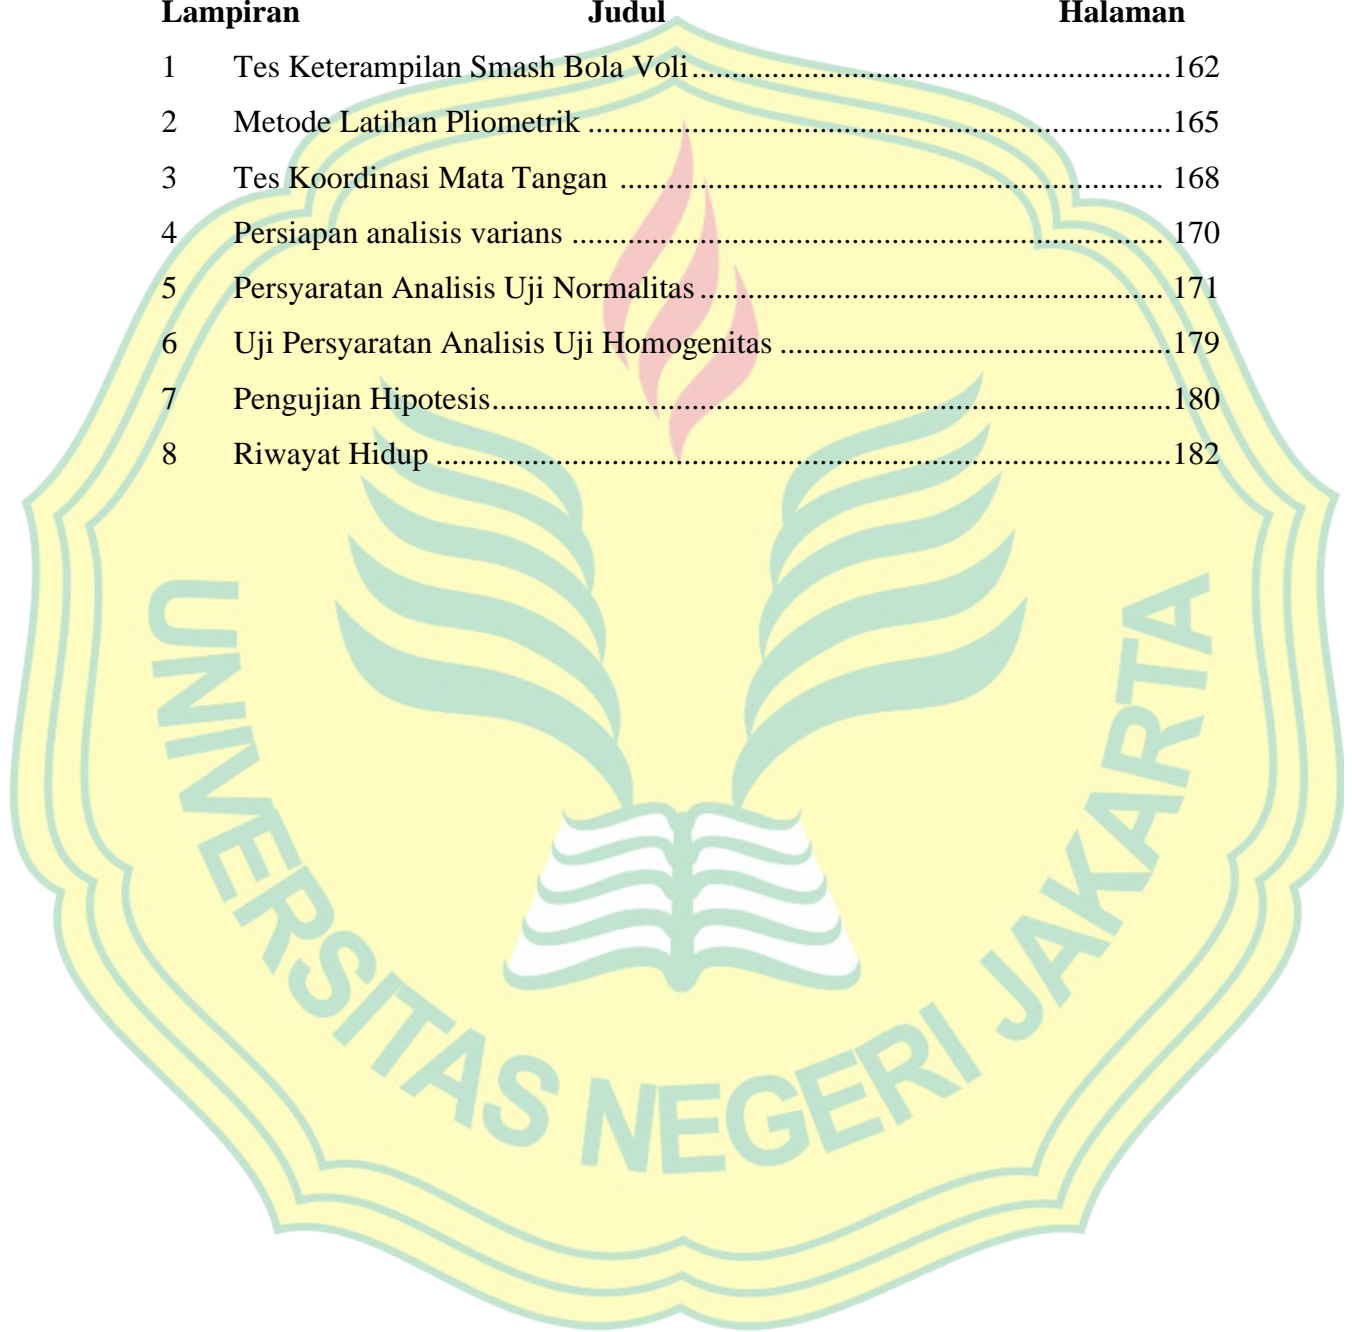 Lampiran Judul Halaman
1 Tes Keterampilan Smash Bola Voli............................................................162
2 Metode Latihan Pliometrik .........................................................................165
3 Tes Koordinasi Mata Tangan .................................................................... 168
4 Persiapan analisis varians .......................................................................... 170
5 Persyaratan Analisis Uji Normalitas .......................................................... 171
6 Uji Persyaratan Analisis Uji Homogenitas .................................................179
7 Pengujian Hipotesis.....................................................................................180
8 Riwayat Hidup ............................................................................................182
UNIVERSITAS NEGERI JAKARTA